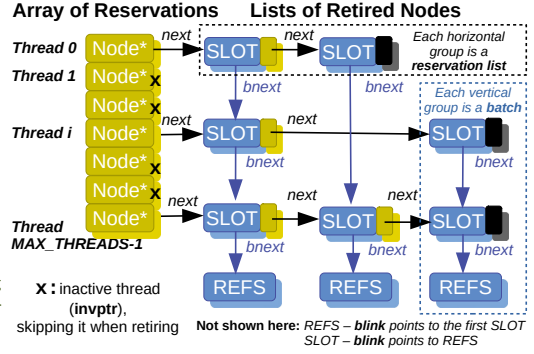 Array of Reservations
Lists of Retired Nodes
Thread 0
Node*
next
SLOT
next
SLOT
Each horizontal
group is a
reservation list
Thread 1
Node*
x
bnext
bnext
Each vertical
group is a batch
Node*
x
Thread i
Node*
next
SLOT
next
SLOT
Node*
x
bnext
bnext
Node*
x
next
next
next
Thread
MAX_THREADS-1
Node*
SLOT
SLOT
SLOT
bnext
bnext
bnext
REFS
REFS
REFS
x : inactive thread
(invptr),
skipping it when retiring
Not shown here: REFS – blink points to the first SLOT
SLOT – blink points to REFS